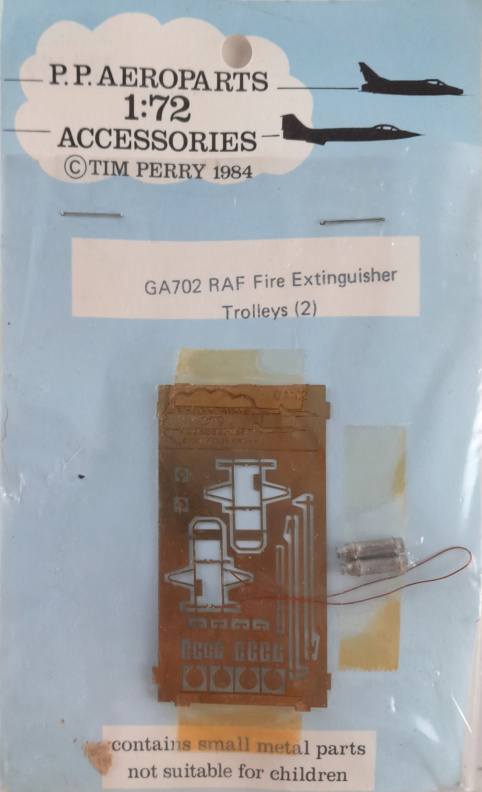 P.P. AEROPARTS
1:72
ACCESSORIES
©TIM PERRY 1984
GA702 RAF Fire Extinguisher
Trolleys (2)
contains small metal parts
not suitable for children